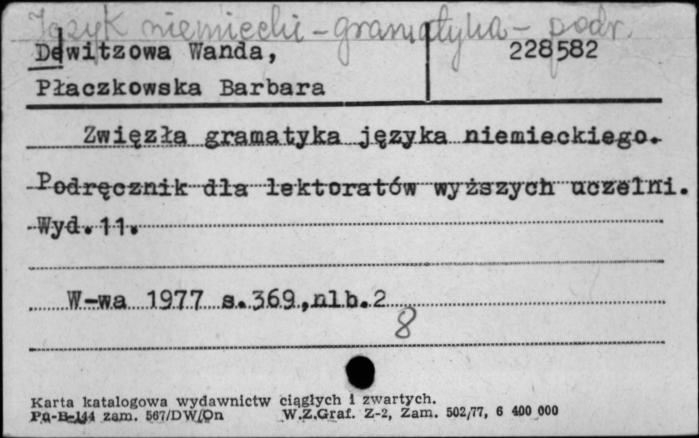 Język niemiecki - gramatyka - podr.
Dewitzowa Wanda, 228582
Płaczkowska Barbara
Zwięzła gramatyka języka niemieckiego.
Podręcznik dla lektoratów wyższych uczelni.
Wyd. 11.
W-wa 1977 s.369,nlb.2
8
Karta katalogowa wydawnictw ciągłych i zwartych.
Pu-B-144 zam. 567/DW/On W.Z.Graf. Z-2, Zam. 502/77, 6 400 000